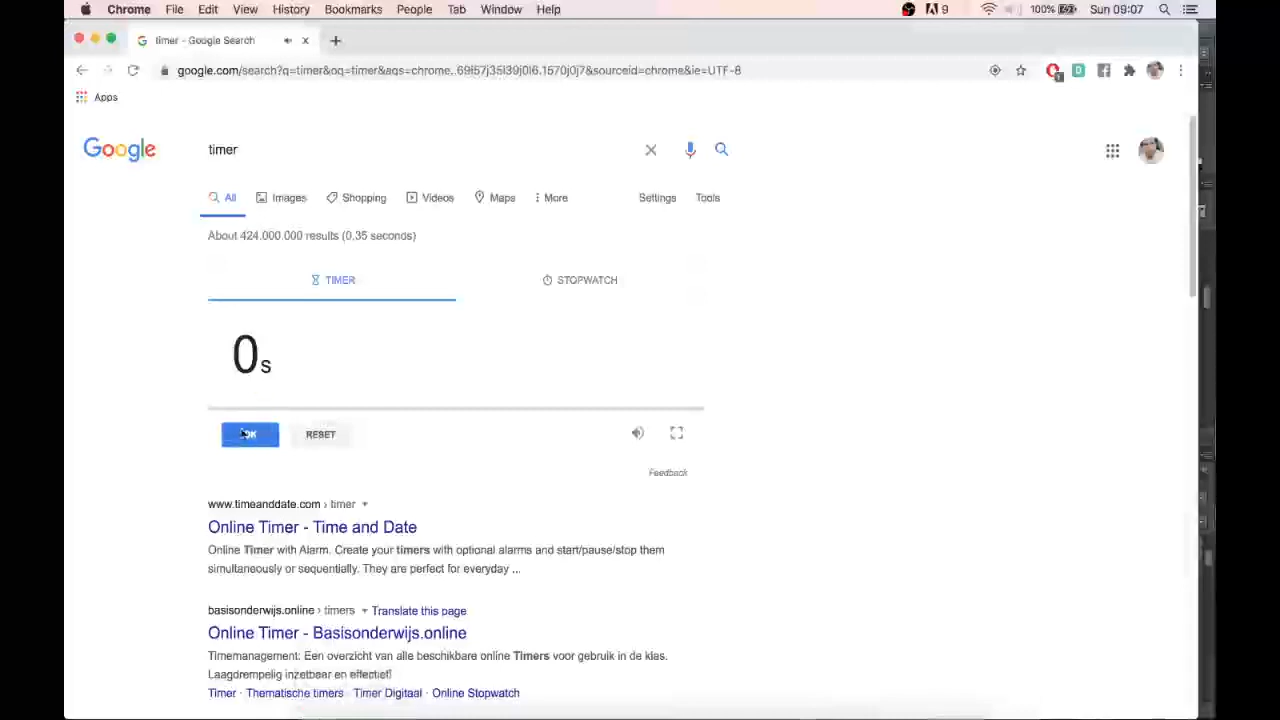 Chrome File Edit View History Bookmarks People Tab Window Help 9 100% Sun 09:07
timer - Google Search
google.com/search?q=timer&oq=timer&aqs=chrome..69i57j35l39j0l6.1570j0j7&sourceid=chrome&ie=UTF-8
Apps
Google timer
All Images Shopping Videos Maps More Settings Tools
About 424.000.000 results (0,35 seconds)
TIMER STOPWATCH
0s
OK RESET
Feedback
www.timeanddate.com › timer
Online Timer - Time and Date
Online Timer with Alarm. Create your timers with optional alarms and start/pause/stop them
simultaneously or sequentially. They are perfect for everyday ...
basisonderwijs.online › timers Translate this page
Online Timer - Basisonderwijs.online
Timemanagement: Een overzicht van alle beschikbare online Timers voor gebruik in de klas.
Laagdrempelig inzetbaar en effectief!
Timer · Thematische timers · Timer Digitaal · Online Stopwatch